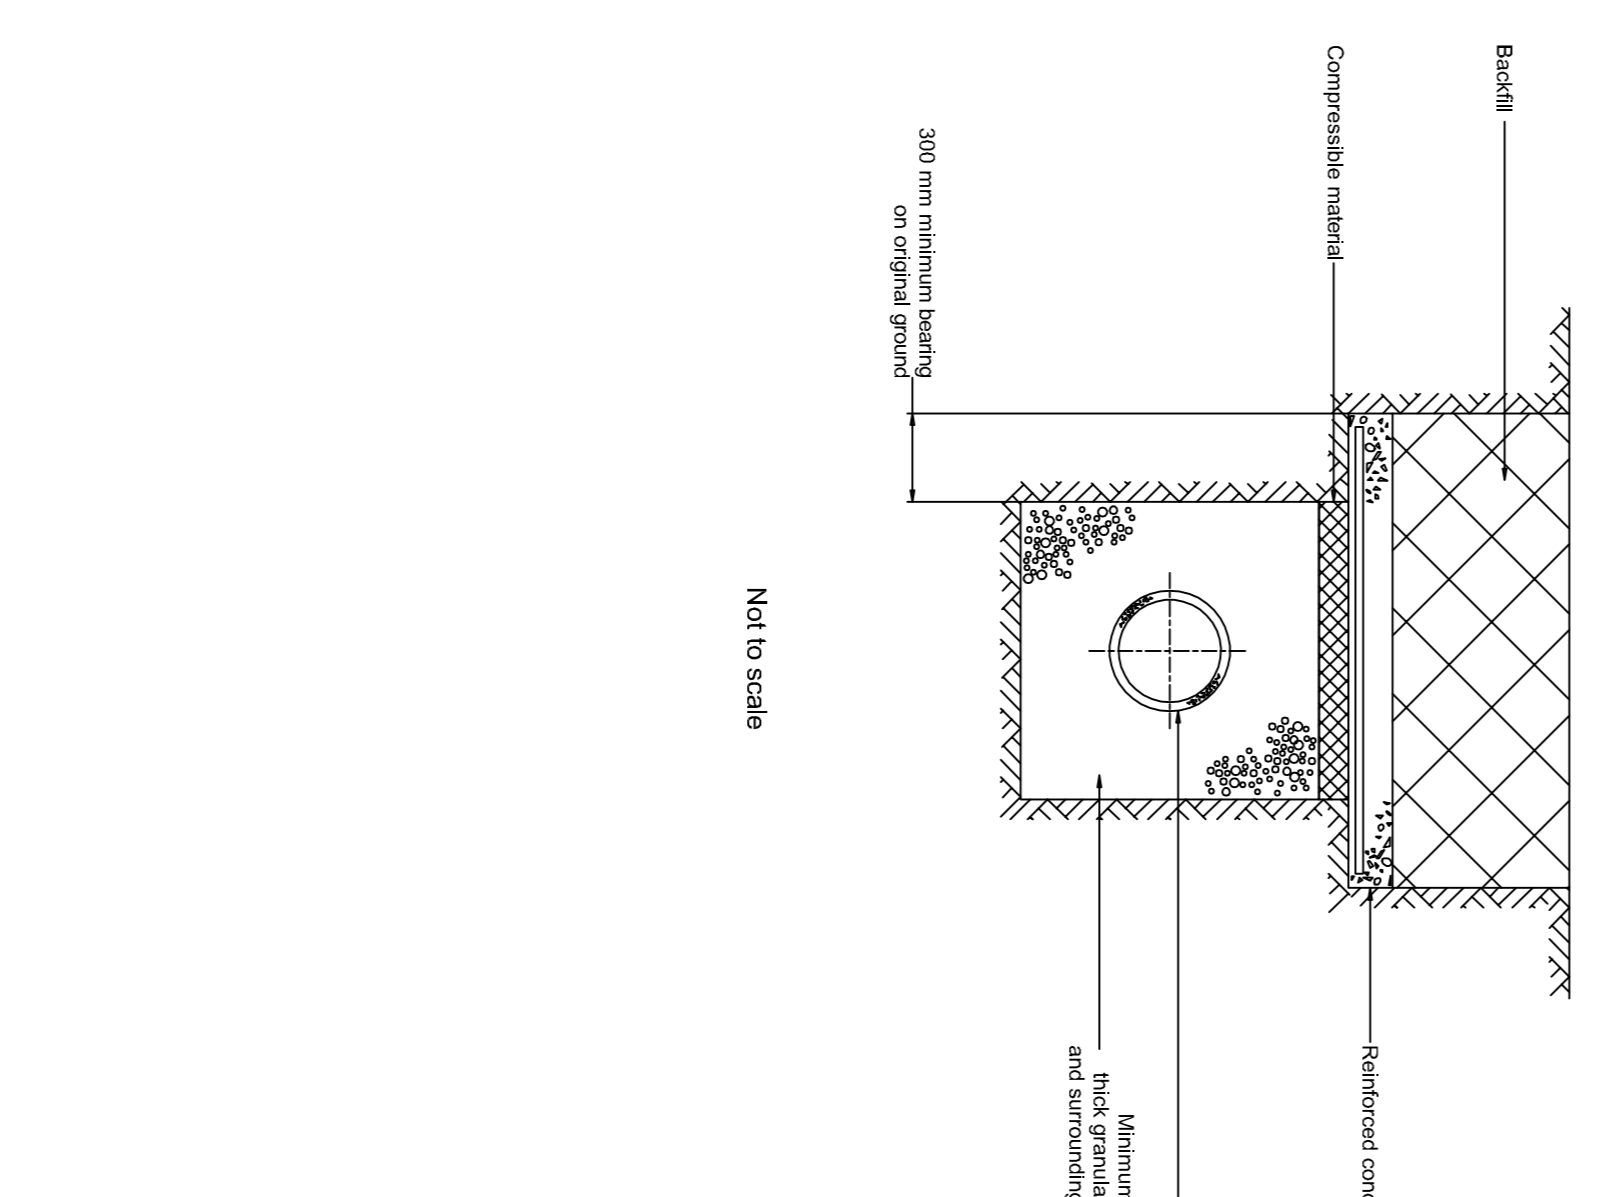 Backfill
Compressible material
300 mm minimum bearing
on original ground
Reinforced conc
Minimum
thick granula
and surrounding
Not to scale